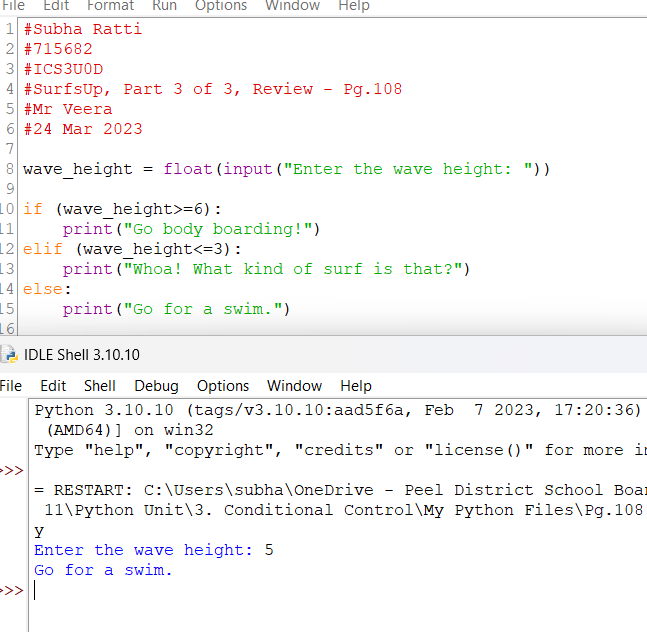 File Edit Format Run Options Window Help
1 #Subha Ratti
2 #715682
3 #ICS3U0D
4 #SurfsUp, Part 3 of 3, Review - Pg.108
5 #Mr Veera
6 #24 Mar 2023
7
8 wave_height = float(input("Enter the wave height: "))
9
10 if (wave_height>=6):
11     print("Go body boarding!")
12 elif (wave_height<=3):
13     print("Whoa! What kind of surf is that?")
14 else:
15     print("Go for a swim.")
16
IDLE Shell 3.10.10
File Edit Shell Debug Options Window Help
Python 3.10.10 (tags/v3.10.10:aad5f6a, Feb  7 2023, 17:20:36)
(AMD64)] on win32
Type "help", "copyright", "credits" or "license()" for more in
>>>
= RESTART: C:\Users\subha\OneDrive - Peel District School Boar
11\Python Unit\3. Conditional Control\My Python Files\Pg.108
y
Enter the wave height: 5
Go for a swim.
>>>